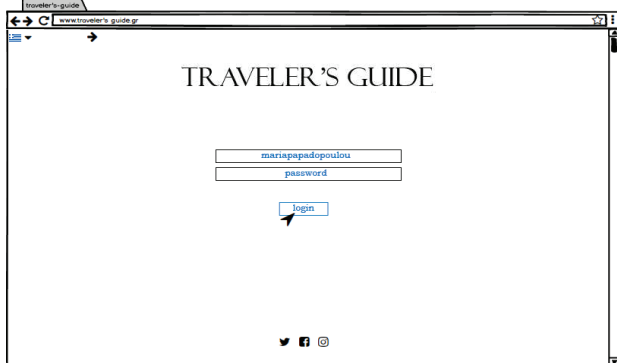 traveler's-guide
www.traveler's guide.gr
TRAVELER'S GUIDE
mariapapadopoulou
password
login